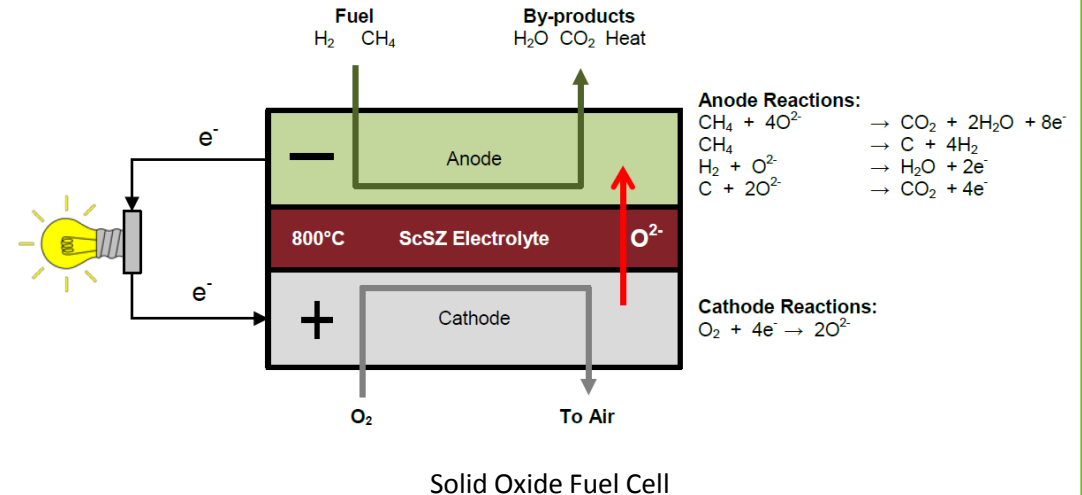 Fuel
H₂ CH₄
By-products
H₂O CO₂ Heat
Anode Reactions:
CH₄ + 4O²⁻ → CO₂ + 2H₂O + 8e⁻
CH₄ → C + 4H₂
H₂ + O²⁻ → H₂O + 2e⁻
C + 2O²⁻ → CO₂ + 4e⁻
e⁻
− Anode
800°C ScSZ Electrolyte O²⁻
e⁻
+ Cathode
Cathode Reactions:
O₂ + 4e⁻ → 2O²⁻
O₂ To Air
Solid Oxide Fuel Cell